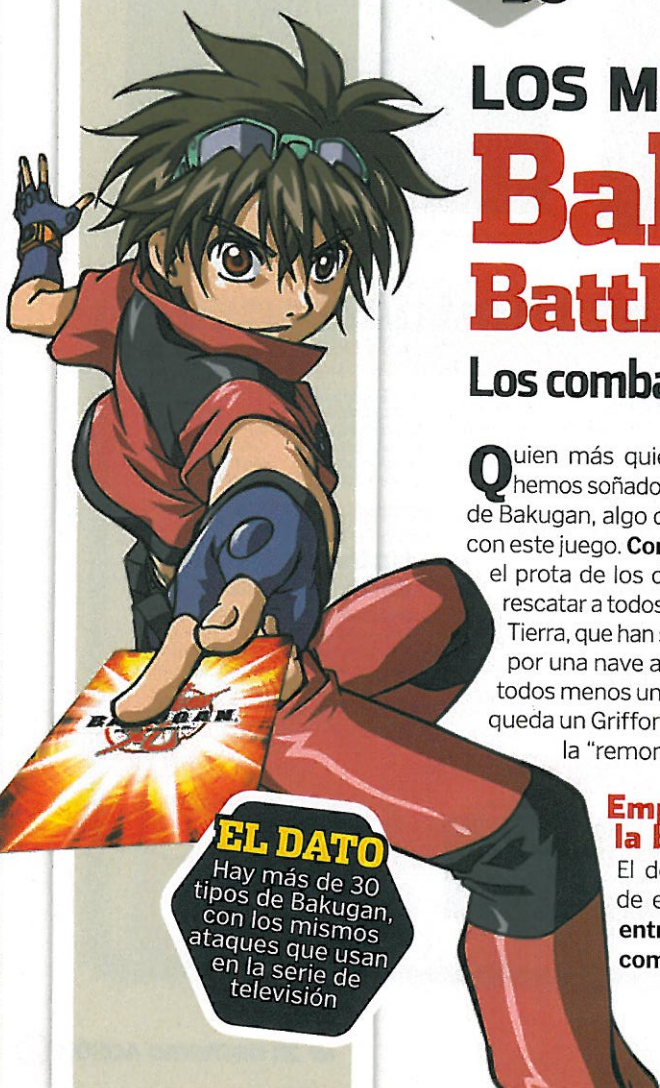 LOS M
Ba
Battl
Los comba
Quien más quie
hemos soñado
de Bakugan, algo
con este juego. Co
el prota de los
rescatar a todos
Tierra, que han
por una nave a
todos menos un
queda un Griffon
la "remon
Emp
la b
El d
de e
entr
com
BAKUGAN
EL DATO
Hay más de 30
tipos de Bakugan,
con los mismos
ataques que usan
en la serie de
televisión